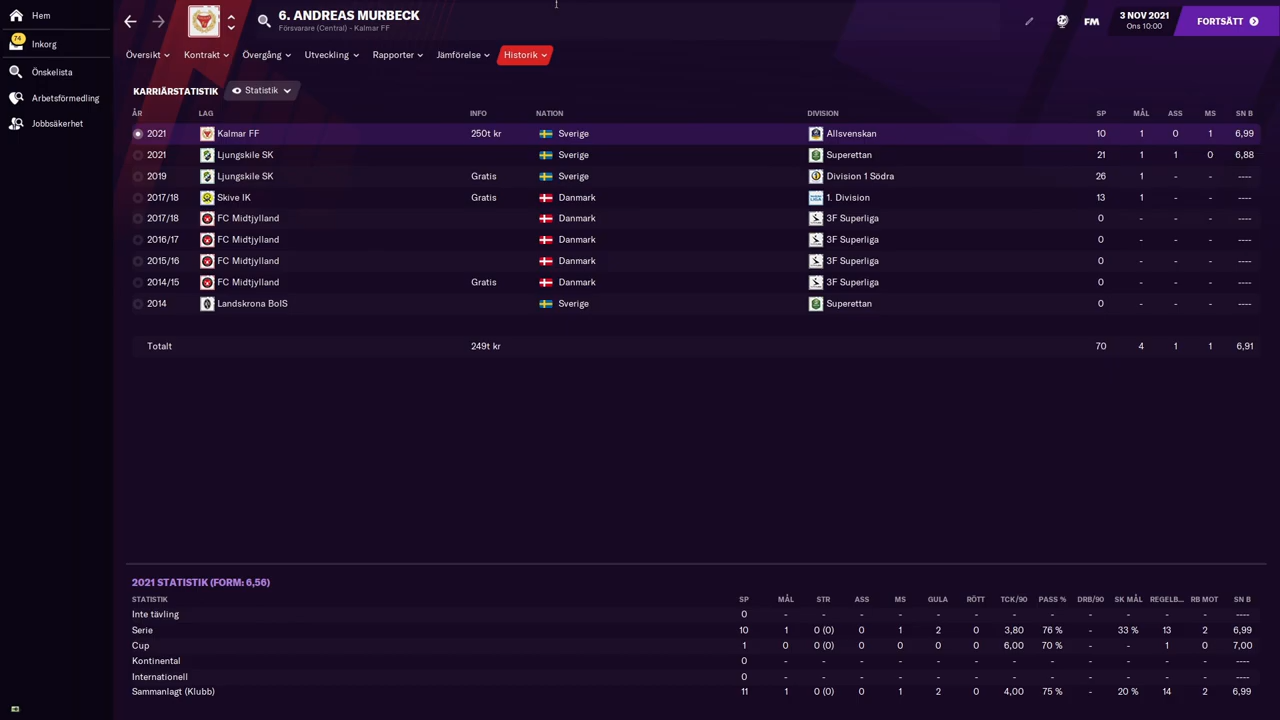 Hem
74
Inkorg
Önskelista
Arbetsförmedling
Jobbsäkerhet
6. ANDREAS MURBECK
Försvarare (Central) - Kalmar FF
FM
3 NOV 2021
Ons 10:00
FORTSÄTT
Översikt Kontrakt Övergång Utveckling Rapporter Jämförelse Historik
KARRIÄRSTATISTIK Statistik
ÅR LAG INFO NATION DIVISION SP MÅL ASS MS SN B
2021 Kalmar FF 250t kr Sverige Allsvenskan 10 1 0 1 6,99
2021 Ljungskile SK Sverige Superettan 21 1 1 0 6,88
2019 Ljungskile SK Gratis Sverige Division 1 Södra 26 1 - - ----
2017/18 Skive IK Gratis Danmark 1. Division 13 1 - - ----
2017/18 FC Midtjylland Danmark 3F Superliga 0 - - - ----
2016/17 FC Midtjylland Danmark 3F Superliga 0 - - - ----
2015/16 FC Midtjylland Danmark 3F Superliga 0 - - - ----
2014/15 FC Midtjylland Gratis Danmark 3F Superliga 0 - - - ----
2014 Landskrona BoIS Sverige Superettan 0 - - - ----
Totalt 249t kr 70 4 1 1 6,91
2021 STATISTIK (FORM: 6,56)
STATISTIK SP MÅL STR ASS MS GULA RÖTT TCK/90 PASS % DRB/90 SK MÅL REGELB... RB MOT SN B
Inte tävling 0 - - - - - - - - - - - - ----
Serie 10 1 0 (0) 0 1 2 0 3,80 76 % - 33 % 13 2 6,99
Cup 1 0 0 (0) 0 0 0 0 6,00 70 % - - 1 0 7,00
Kontinental 0 - - - - - - - - - - - - ----
Internationell 0 - - - - - - - - - - - - ----
Sammanlagt (Klubb) 11 1 0 (0) 0 1 2 0 4,00 75 % - 20 % 14 2 6,99